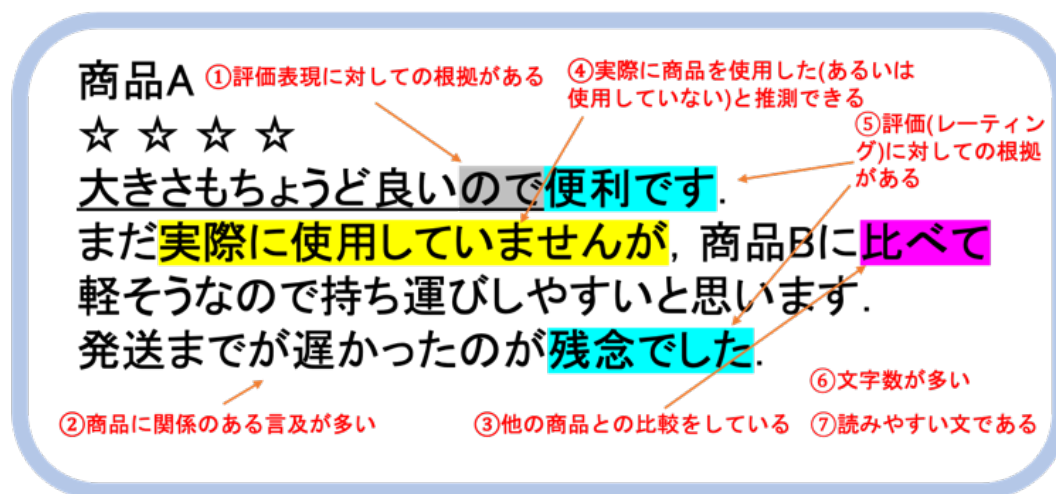 商品A
①評価表現に対しての根拠がある
④実際に商品を使用した(あるいは
使用していない)と推測できる
☆ ☆ ☆ ☆
⑤評価(レーティン
グ)に対しての根拠
がある
大きさもちょうど良いので便利です.
まだ実際に使用していませんが, 商品Bに比べて
軽そうなので持ち運びしやすいと思います.
発送までが遅かったのが残念でした.
⑥文字数が多い
②商品に関係のある言及が多い
③他の商品との比較をしている
⑦読みやすい文である